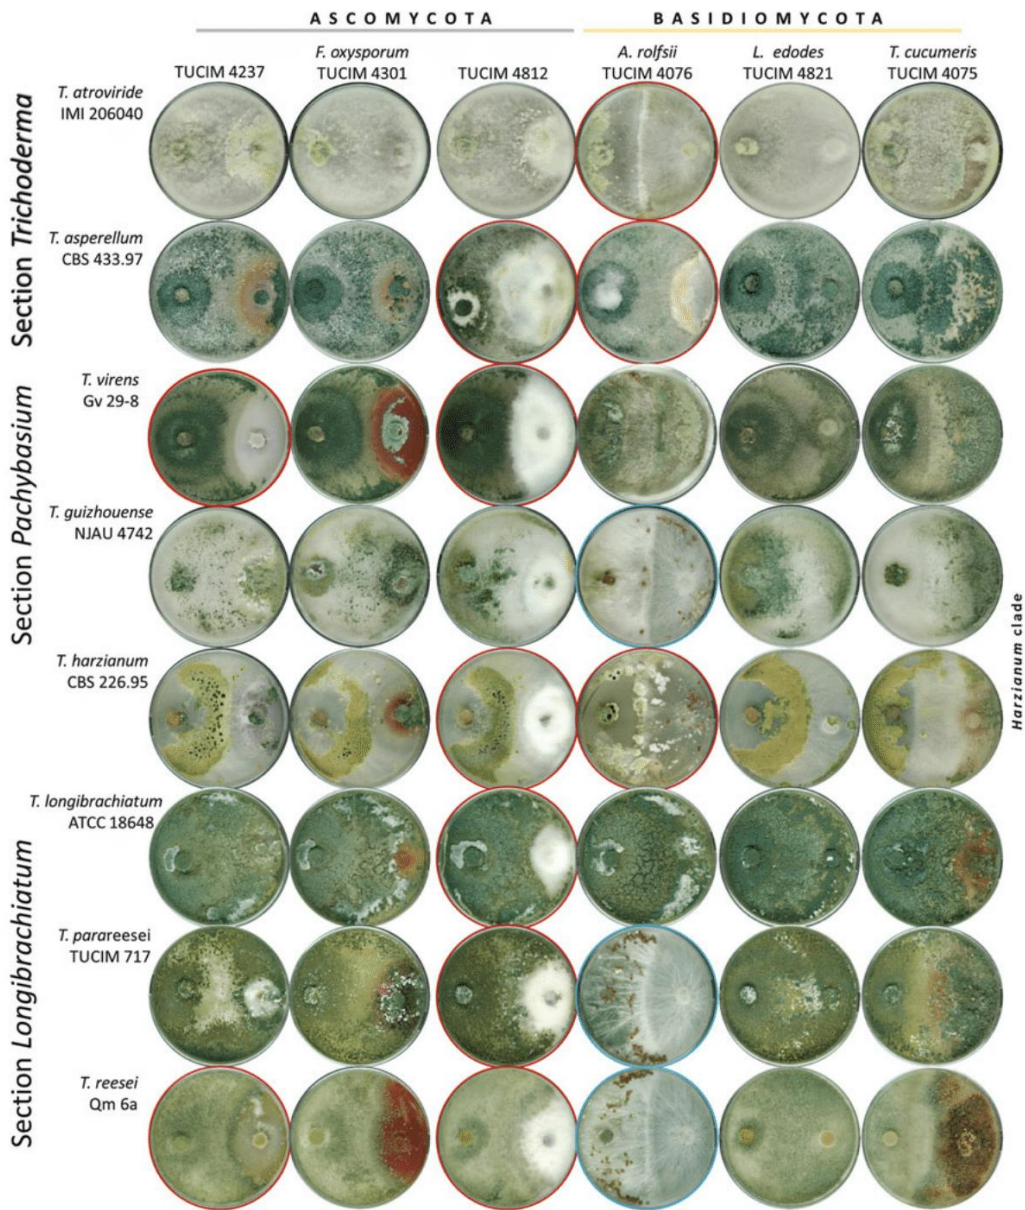 ASCOMYCOTA
BASIDIOMYCOTA
F. oxysporum
A. rolfsii
L. edodes
T. cucumeris
TUCIM 4237
TUCIM 4301
TUCIM 4812
TUCIM 4076
TUCIM 4821
TUCIM 4075
Section Trichoderma
T. atroviride
IMI 206040
T. asperellum
CBS 433.97
Section Pachybasium
T. virens
Gv 29-8
T. guizhouense
NJAU 4742
T. harzianum
CBS 226.95
Harzianum clade
Section Longibrachiatum
T. longibrachiatum
ATCC 18648
T. parareesei
TUCIM 717
T. reesei
Qm 6a